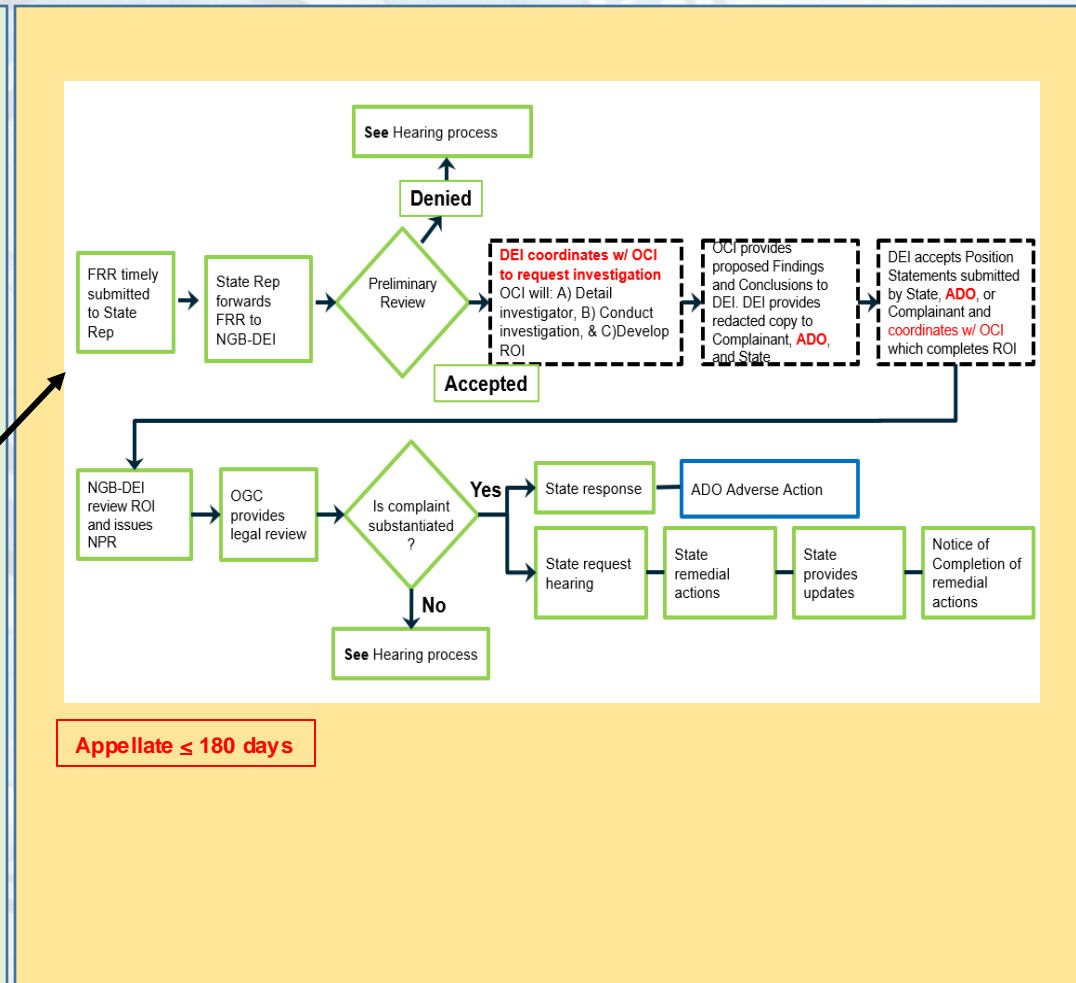 See Hearing process
Denied
FRR timely
submitted
to State
Rep
State Rep
forwards
FRR to
NGB-DEI
Preliminary
Review
DEI coordinates w/ OCI
to request investigation
OCI will: A) Detail
investigator, B) Conduct
investigation, & C)Develop
ROI
Accepted
OCI provides
proposed Findings
and Conclusions to
DEI. DEI provides
redacted copy to
Complainant, ADO,
and State
DEI accepts Position
Statements submitted
by State, ADO, or
Complainant and
coordinates w/ OCI
which completes ROI
NGB-DEI
review ROI
and issues
NPR
OGC
provides
legal review
Is complaint
substantiated
?
Yes
State response
ADO Adverse Action
State request
hearing
State
remedial
actions
State
provides
updates
Notice of
Completion of
remedial
actions
No
See Hearing process
Appellate ≤ 180 days